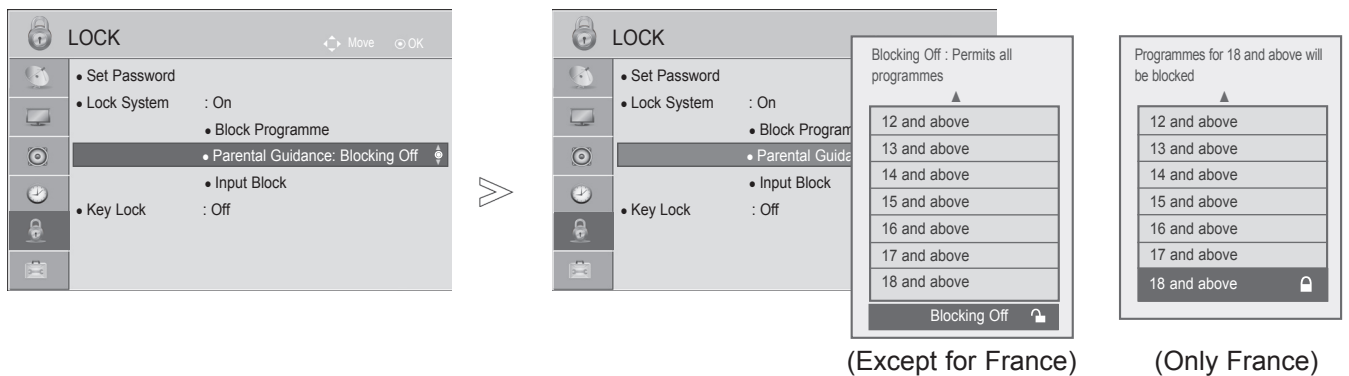 LOCK
Move OK
• Set Password
• Lock System : On
• Block Programme
• Parental Guidance: Blocking Off
• Input Block
• Key Lock : Off
LOCK
• Set Password
• Lock System : On
• Block Program
• Parental Guida
• Input Block
• Key Lock : Off
Blocking Off : Permits all
programmes
12 and above
13 and above
14 and above
15 and above
16 and above
17 and above
18 and above
Blocking Off
(Except for France)
Programmes for 18 and above will
be blocked
12 and above
13 and above
14 and above
15 and above
16 and above
17 and above
18 and above
(Only France)